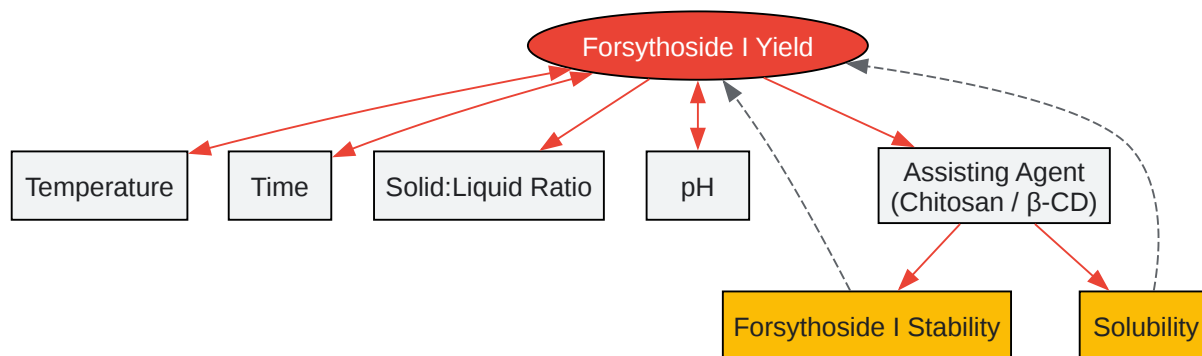 Forsythoside I Yield
Temperature
Time
Solid:Liquid Ratio
pH
Assisting Agent
(Chitosan / β-CD)
Forsythoside I Stability
Solubility